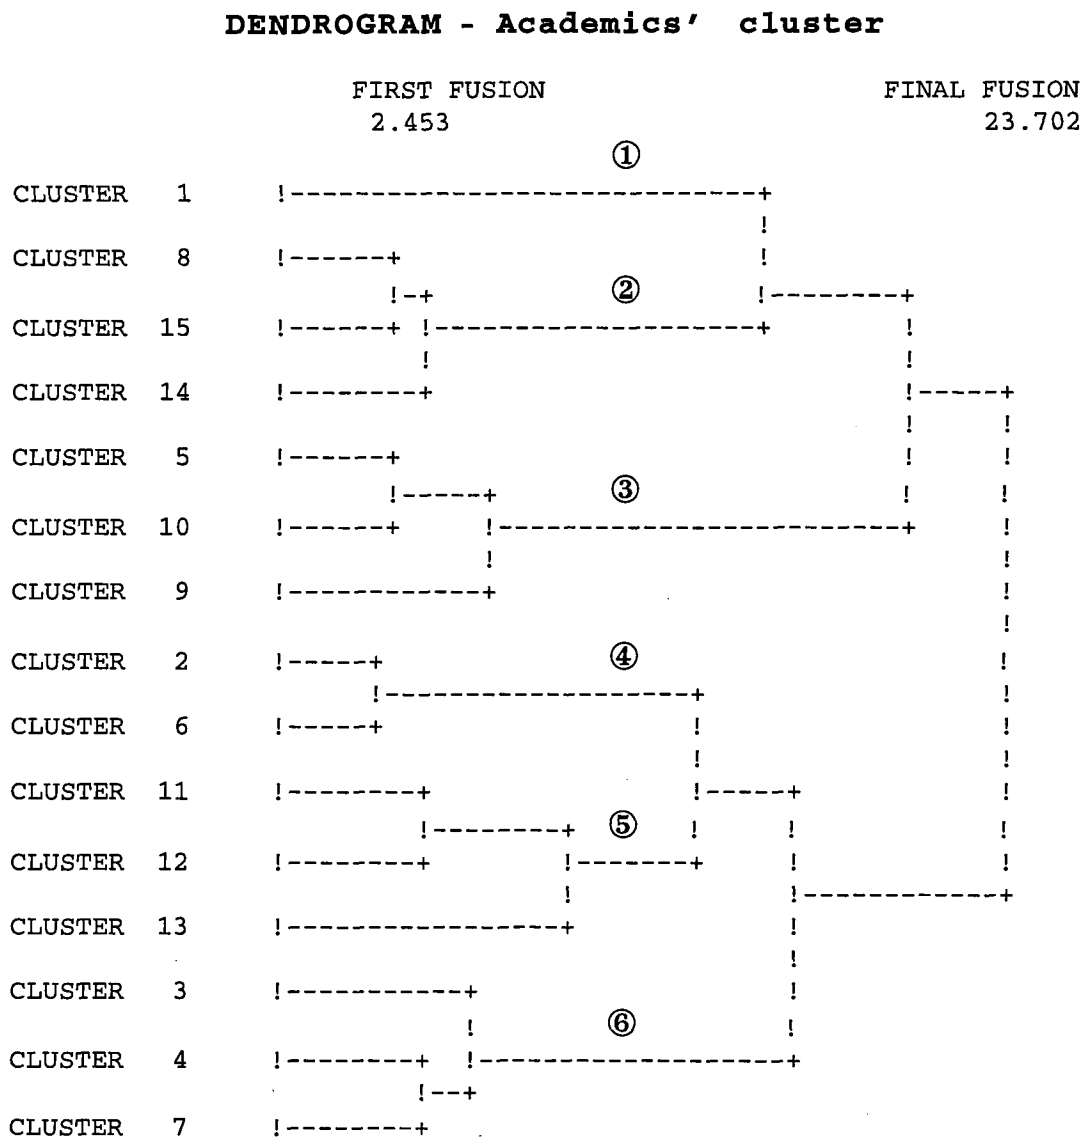 DENDROGRAM - Academics' cluster
FIRST FUSION FINAL FUSION
2.453 23.702
①
CLUSTER 1
CLUSTER 8
②
CLUSTER 15
CLUSTER 14
CLUSTER 5
③
CLUSTER 10
CLUSTER 9
CLUSTER 2
④
CLUSTER 6
CLUSTER 11
⑤
CLUSTER 12
CLUSTER 13
CLUSTER 3
⑥
CLUSTER 4
CLUSTER 7